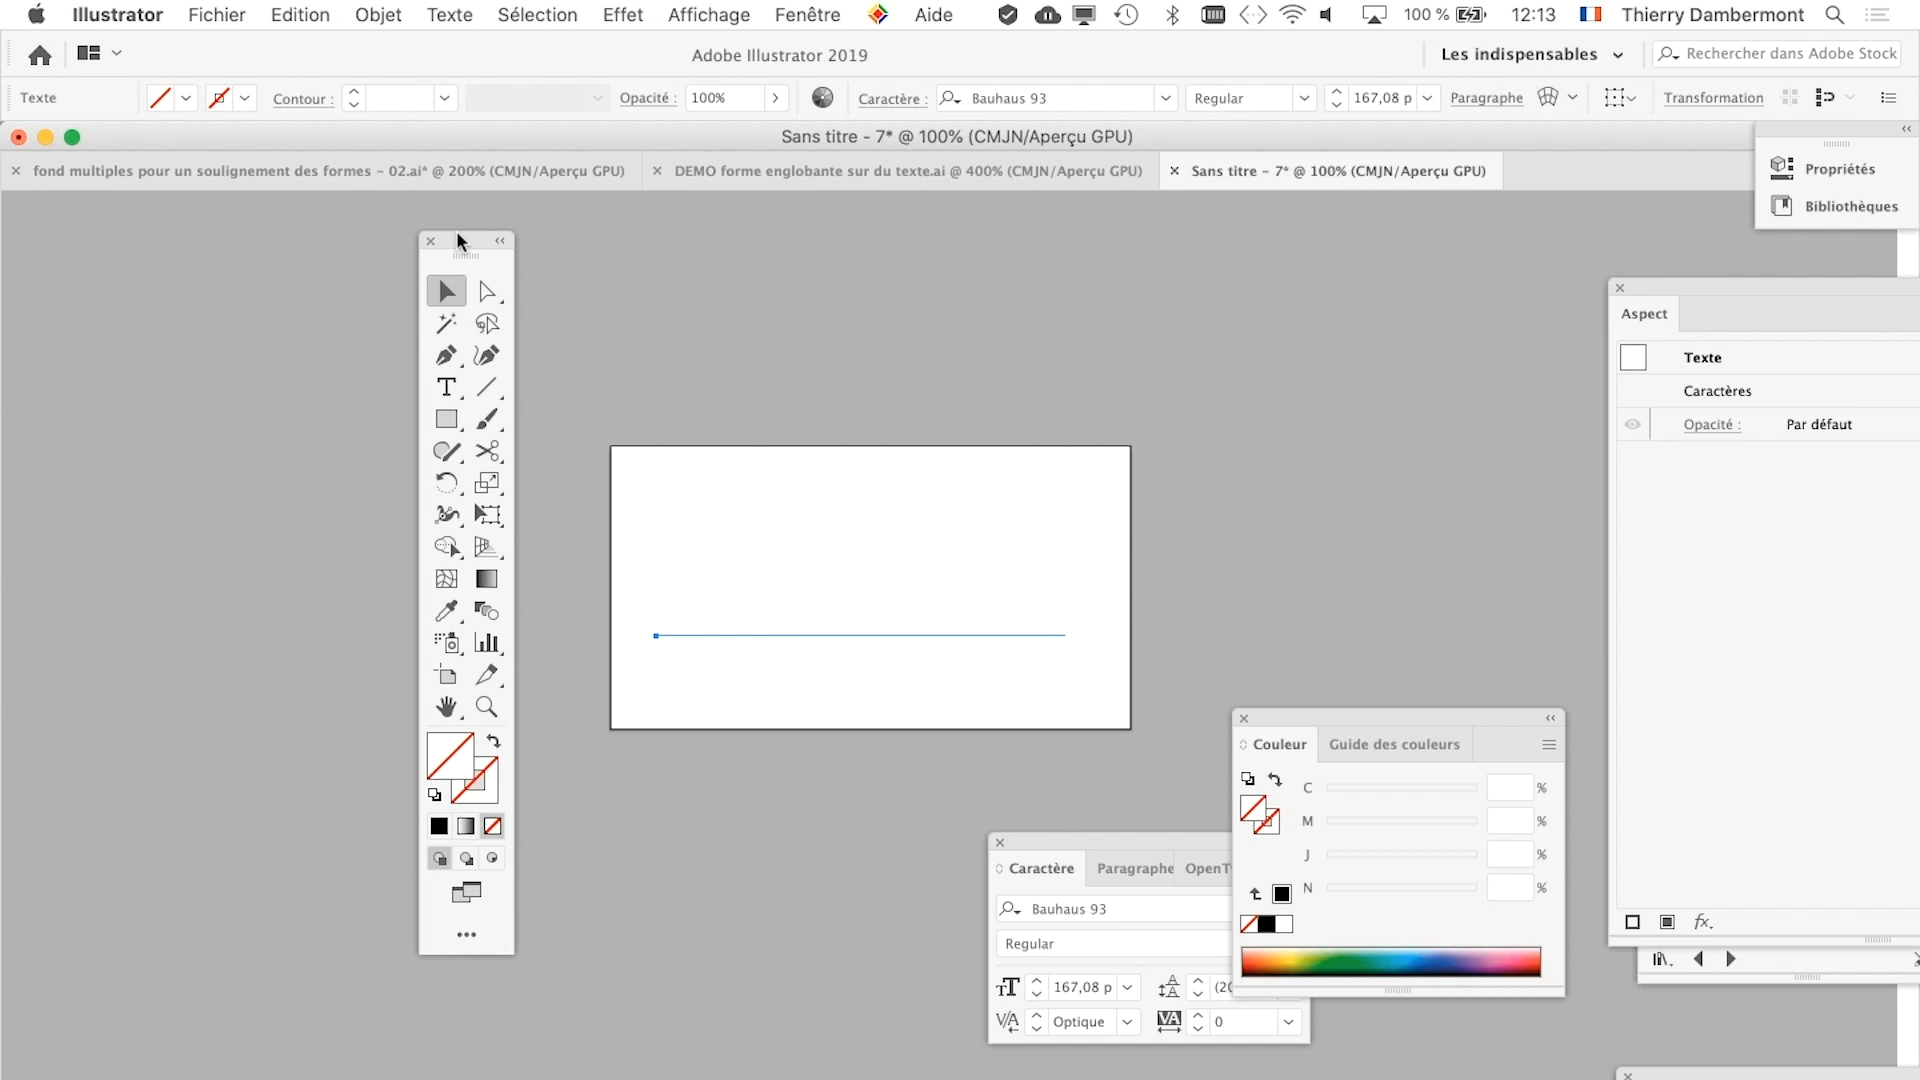 Illustrator Fichier Edition Objet Texte Sélection Effet Affichage Fenêtre Aide 100 % 12:13 Thierry Dambermont
Adobe Illustrator 2019 Les indispensables Rechercher dans Adobe Stock
Texte Contour : Opacité : 100% Caractère : Bauhaus 93 Regular 167,08 p Paragraphe Transformation
Sans titre - 7* @ 100% (CMJN/Aperçu GPU)
fond multiples pour un soulignement des formes - 02.ai* @ 200% (CMJN/Aperçu GPU) DEMO forme englobante sur du texte.ai @ 400% (CMJN/Aperçu GPU) Sans titre - 7* @ 100% (CMJN/Aperçu GPU)
Propriétés
Bibliothèques
Aspect
Texte
Caractères
Opacité : Par défaut
Couleur Guide des couleurs
C %
M %
J %
N %
Caractère Paragraphe OpenT
Bauhaus 93
Regular
167,08 p (20
Optique 0
fx